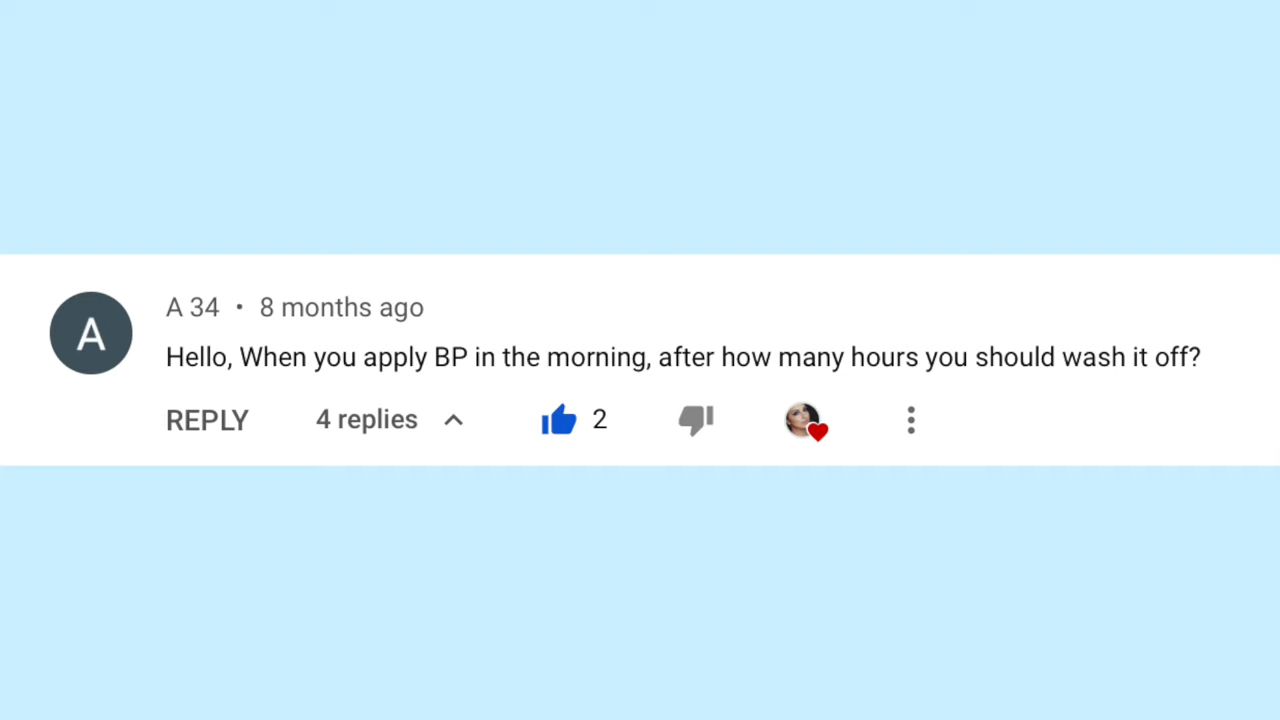 A
A 34 • 8 months ago
Hello, When you apply BP in the morning, after how many hours you should wash it off?
REPLY 4 replies 2